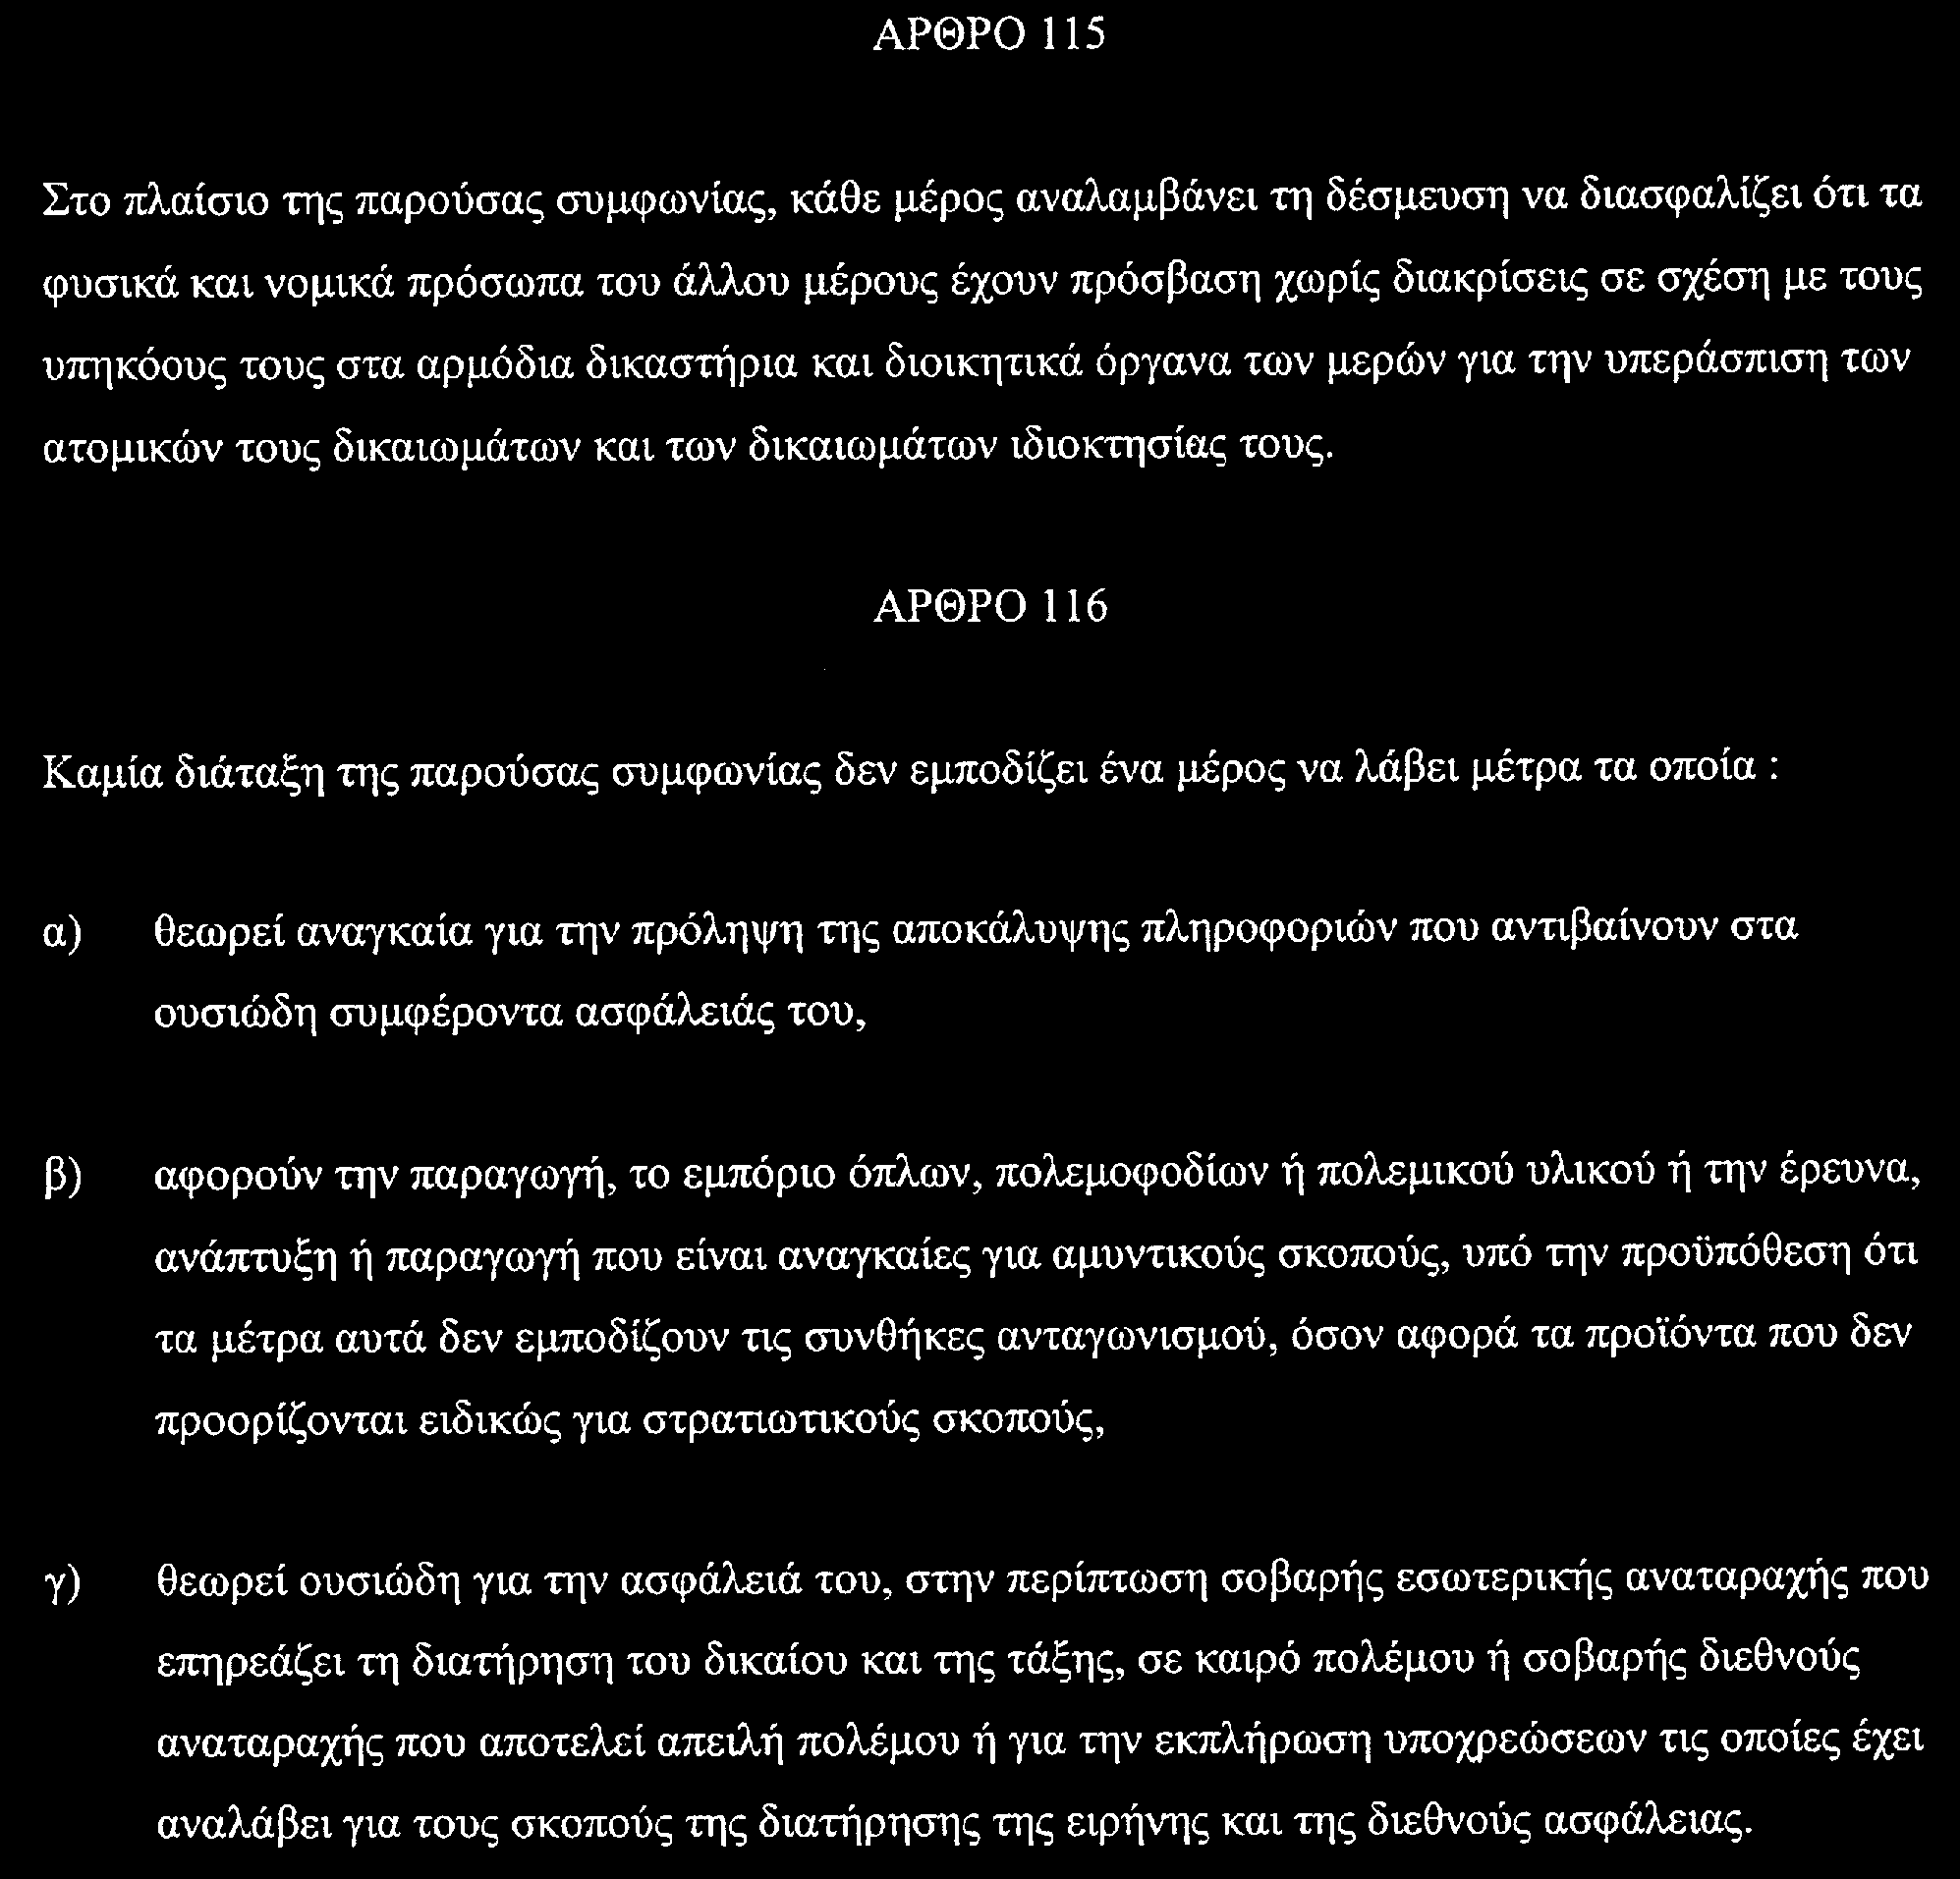 ΑΡΘΡΟ 115
Στο πλαίσιο της παρούσας συμφωνίας, κάθε μέρος αναλαμβάνει τη δέσμευση να διασφαλίζει ότι τα
φυσικά και νομικά πρόσωπα του άλλου μέρους έχουν πρόσβαση χωρίς διακρίσεις σε σχέση με τους
υπηκόους τους στα αρμόδια δικαστήρια και διοικητικά όργανα των μερών για την υπεράσπιση των
ατομικών τους δικαιωμάτων και των δικαιωμάτων ιδιοκτησίας τους.
ΑΡΘΡΟ 116
Καμία διάταξη της παρούσας συμφωνίας δεν εμποδίζει ένα μέρος να λάβει μέτρα τα οποία :
α) θεωρεί αναγκαία για την πρόληψη της αποκάλυψης πληροφοριών που αντιβαίνουν στα
ουσιώδη συμφέροντα ασφάλειάς του,
β) αφορούν την παραγωγή, το εμπόριο όπλων, πολεμοφοδίων ή πολεμικού υλικού ή την έρευνα,
ανάπτυξη ή παραγωγή που είναι αναγκαίες για αμυντικούς σκοπούς, υπό την προϋπόθεση ότι
τα μέτρα αυτά δεν εμποδίζουν τις συνθήκες ανταγωνισμού, όσον αφορά τα προϊόντα που δεν
προορίζονται ειδικώς για στρατιωτικούς σκοπούς,
γ) θεωρεί ουσιώδη για την ασφάλειά του, στην περίπτωση σοβαρής εσωτερικής αναταραχής που
επηρεάζει τη διατήρηση του δικαίου και της τάξης, σε καιρό πολέμου ή σοβαρής διεθνούς
αναταραχής που αποτελεί απειλή πολέμου ή για την εκπλήρωση υποχρεώσεων τις οποίες έχει
αναλάβει για τους σκοπούς της διατήρησης της ειρήνης και της διεθνούς ασφάλειας.